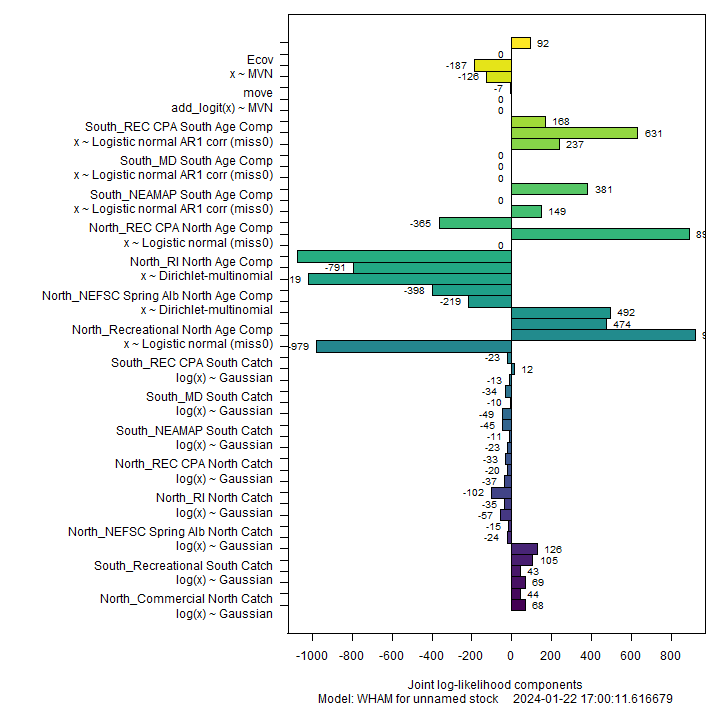 92
0
Ecov
-187
x ~ MVN
-126
-7
move
0
add_logit(x) ~ MVN
0
168
South_REC CPA South Age Comp
631
x ~ Logistic normal AR1 corr (miss0)
237
0
South_MD South Age Comp
0
x ~ Logistic normal AR1 corr (miss0)
0
381
South_NEAMAP South Age Comp
0
x ~ Logistic normal AR1 corr (miss0)
149
-365
North_REC CPA North Age Comp
x ~ Logistic normal (miss0)
0
North_RI North Age Comp
-791
x ~ Dirichlet-multinomial
-398
North_NEFSC Spring Alb North Age Comp
-219
x ~ Dirichlet-multinomial
492
474
North_Recreational North Age Comp
x ~ Logistic normal (miss0)
-979
-23
South_REC CPA South Catch
12
log(x) ~ Gaussian
-13
-34
South_MD South Catch
-10
log(x) ~ Gaussian
-49
-45
South_NEAMAP South Catch
-11
log(x) ~ Gaussian
-23
-33
North_REC CPA North Catch
-20
log(x) ~ Gaussian
-37
-102
North_RI North Catch
-35
log(x) ~ Gaussian
-57
-15
North_NEFSC Spring Alb North Catch
-24
log(x) ~ Gaussian
126
105
South_Recreational South Catch
43
log(x) ~ Gaussian
69
44
North_Commercial North Catch
68
log(x) ~ Gaussian
-1000 -800 -600 -400 -200 0 200 400 600 800
Joint log-likelihood components
Model: WHAM for unnamed stock 2024-01-22 17:00:11.616679